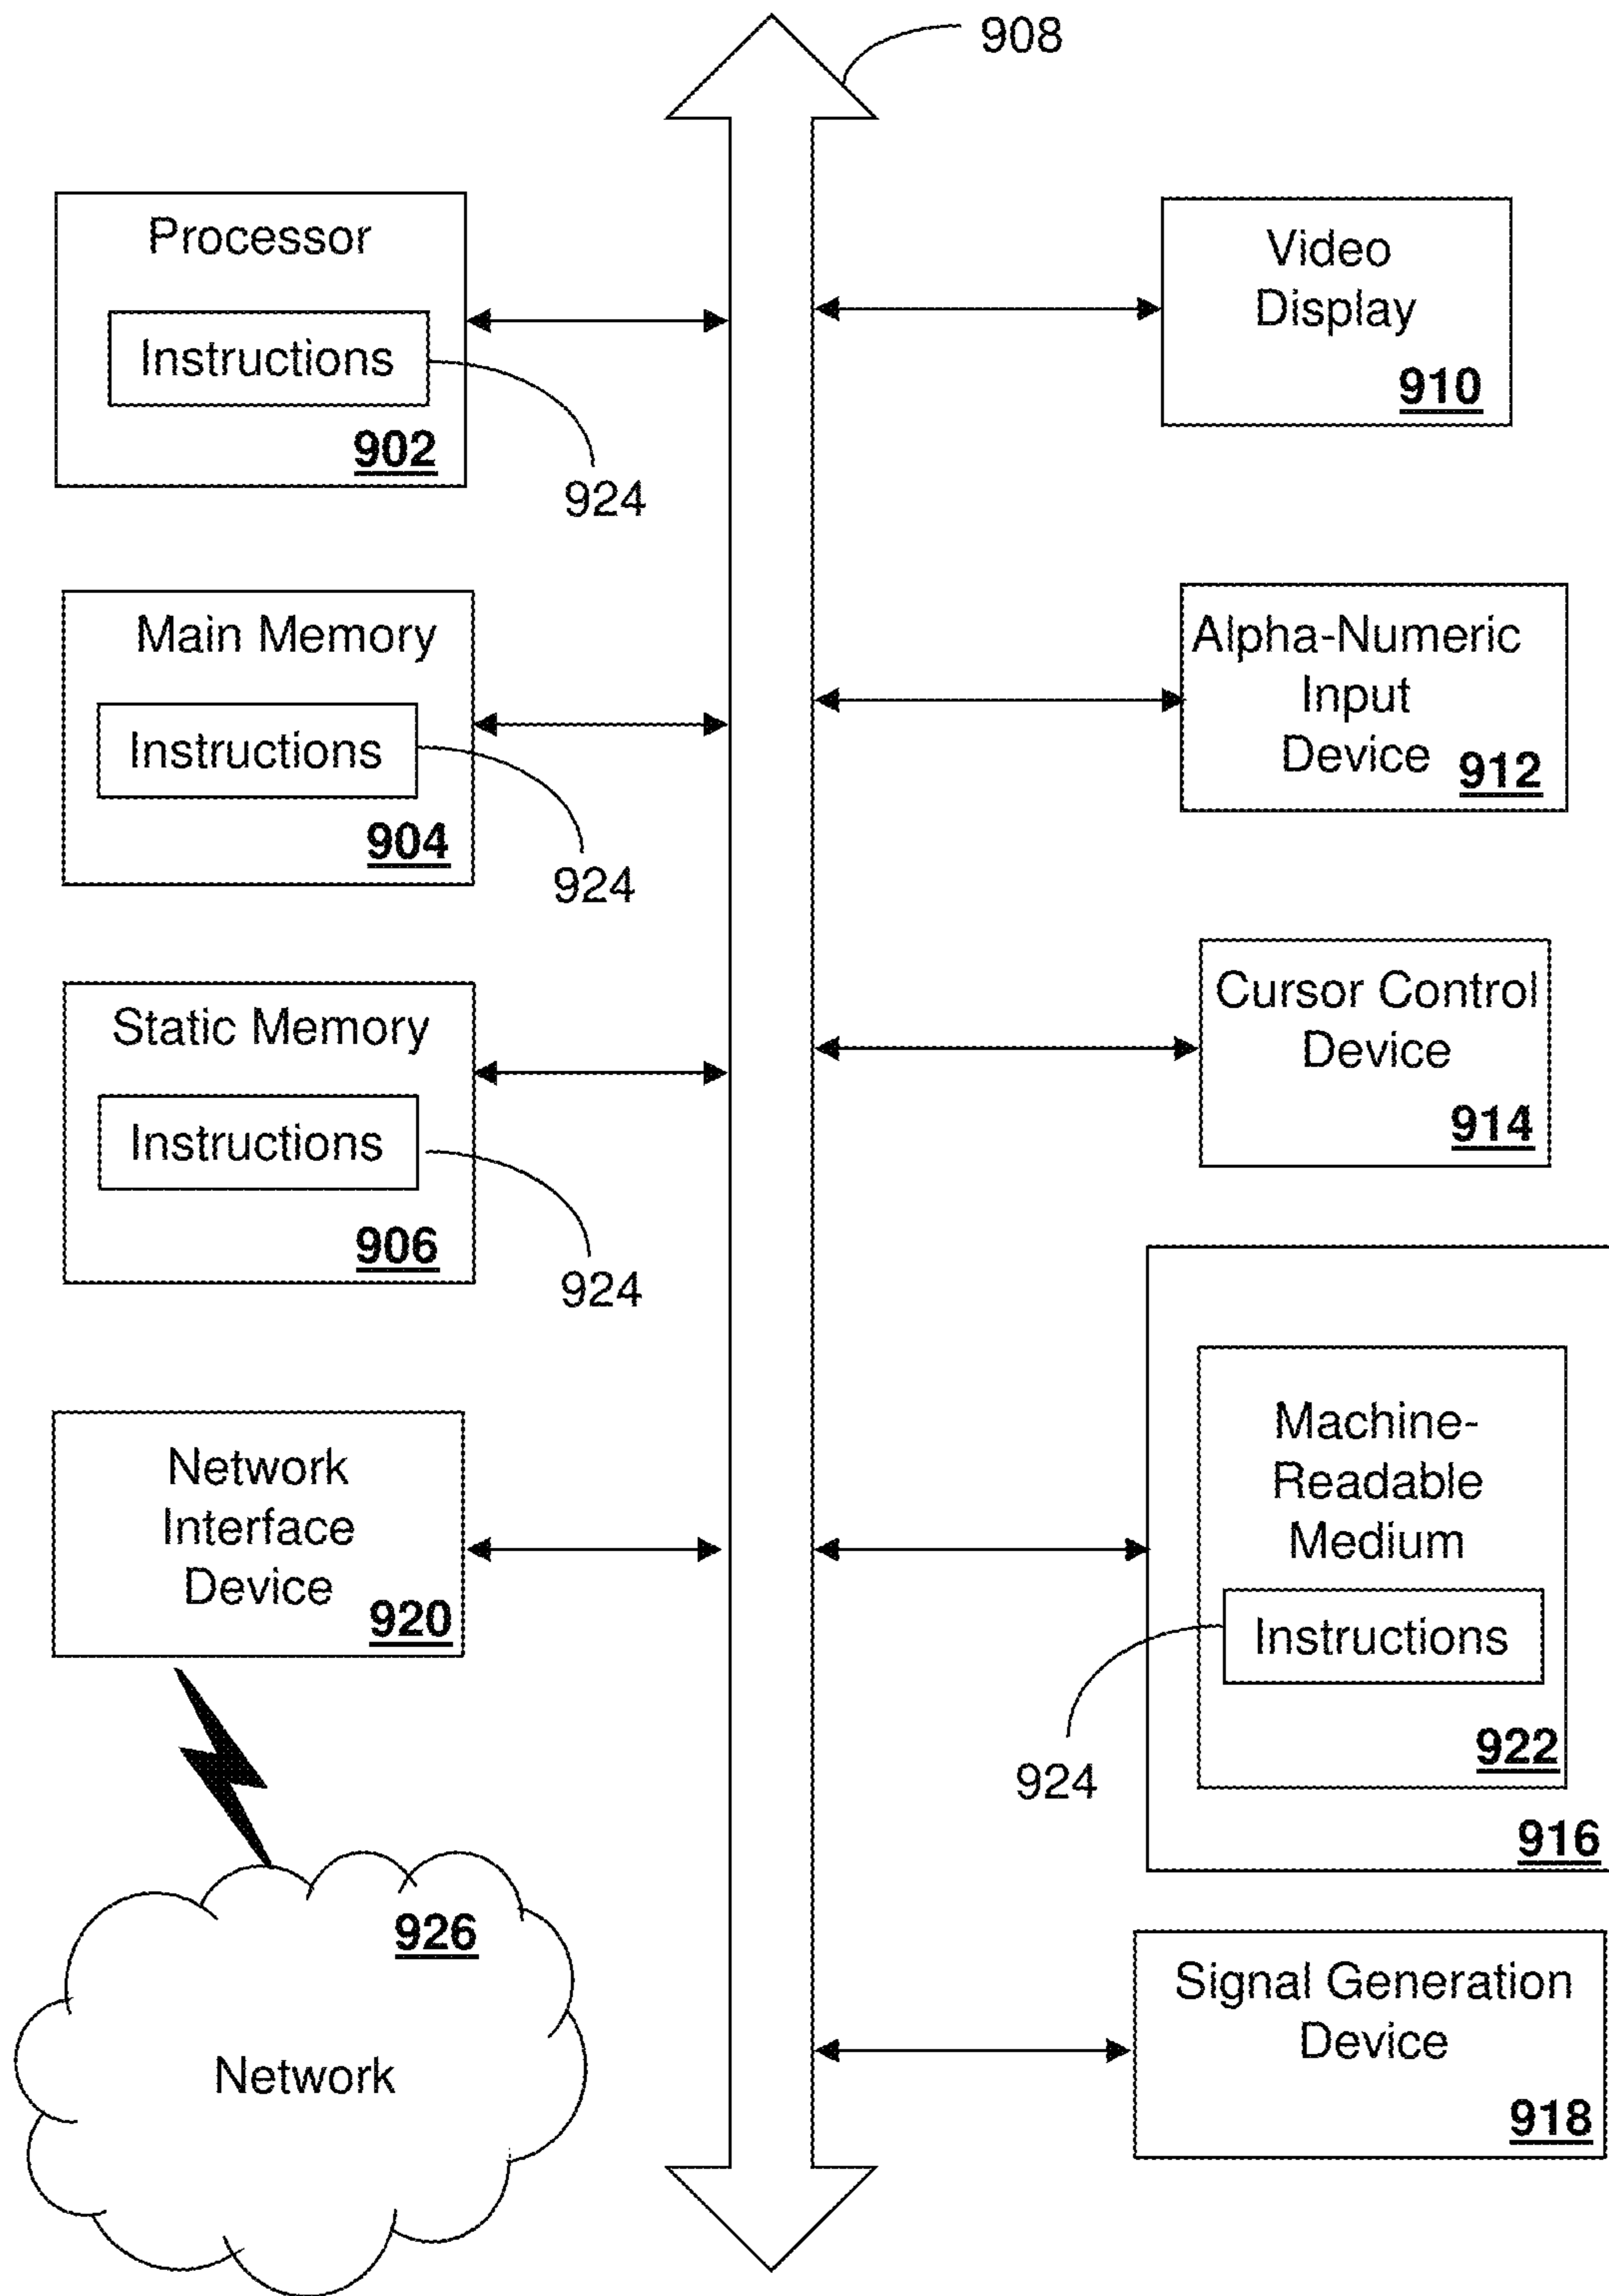 908
Processor
Instructions
902
924
Main Memory
Instructions
904
924
Static Memory
Instructions
906
924
Network
Interface
Device
920
926
Network
Video
Display
910
Alpha-Numeric
Input
Device
912
Cursor Control
Device
914
Machine-
Readable
Medium
Instructions
922
924
916
Signal Generation
Device
918